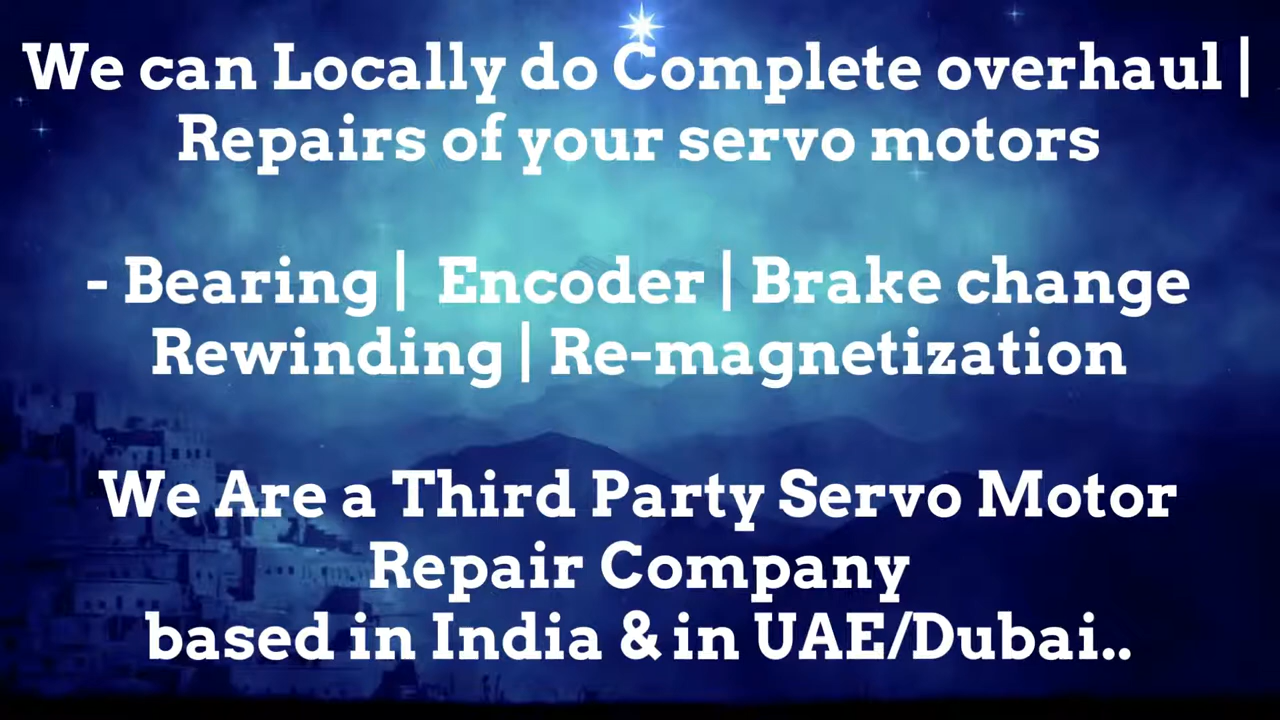 We can Locally do Complete overhaul |
Repairs of your servo motors
- Bearing | Encoder | Brake change
Rewinding | Re-magnetization
We Are a Third Party Servo Motor
Repair Company
based in India & in UAE/Dubai..